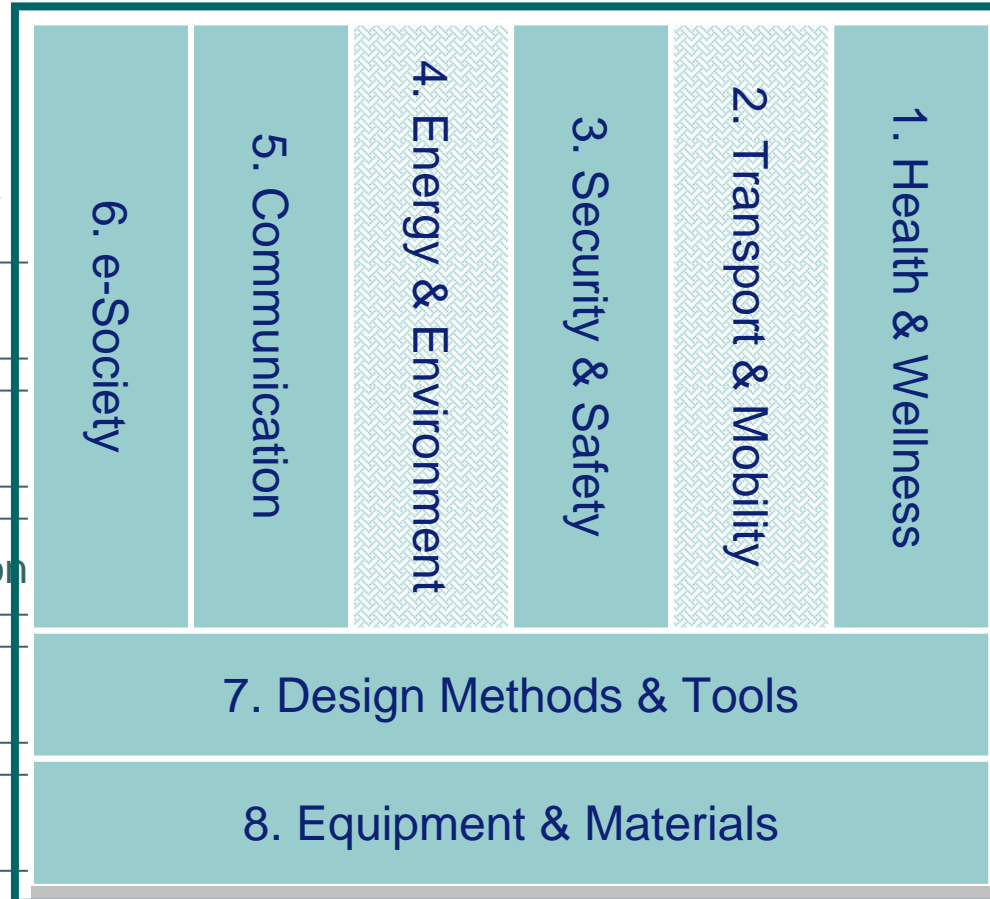 6. e-Society
5. Communication
4. Energy & Environment
3. Security & Safety
2. Transport & Mobility
1. Health & Wellness
on
7. Design Methods & Tools
8. Equipment & Materials